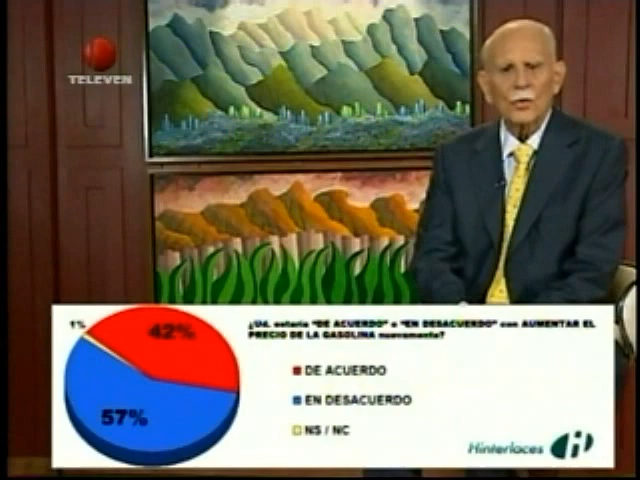 TELEVEN
1%
42%
57%
¿Ud. estaría "DE ACUERDO" o "EN DESACUERDO" con AUMENTAR EL
PRECIO DE LA GASOLINA nuevamente?
DE ACUERDO
EN DESACUERDO
NS / NC
Hinterlaces